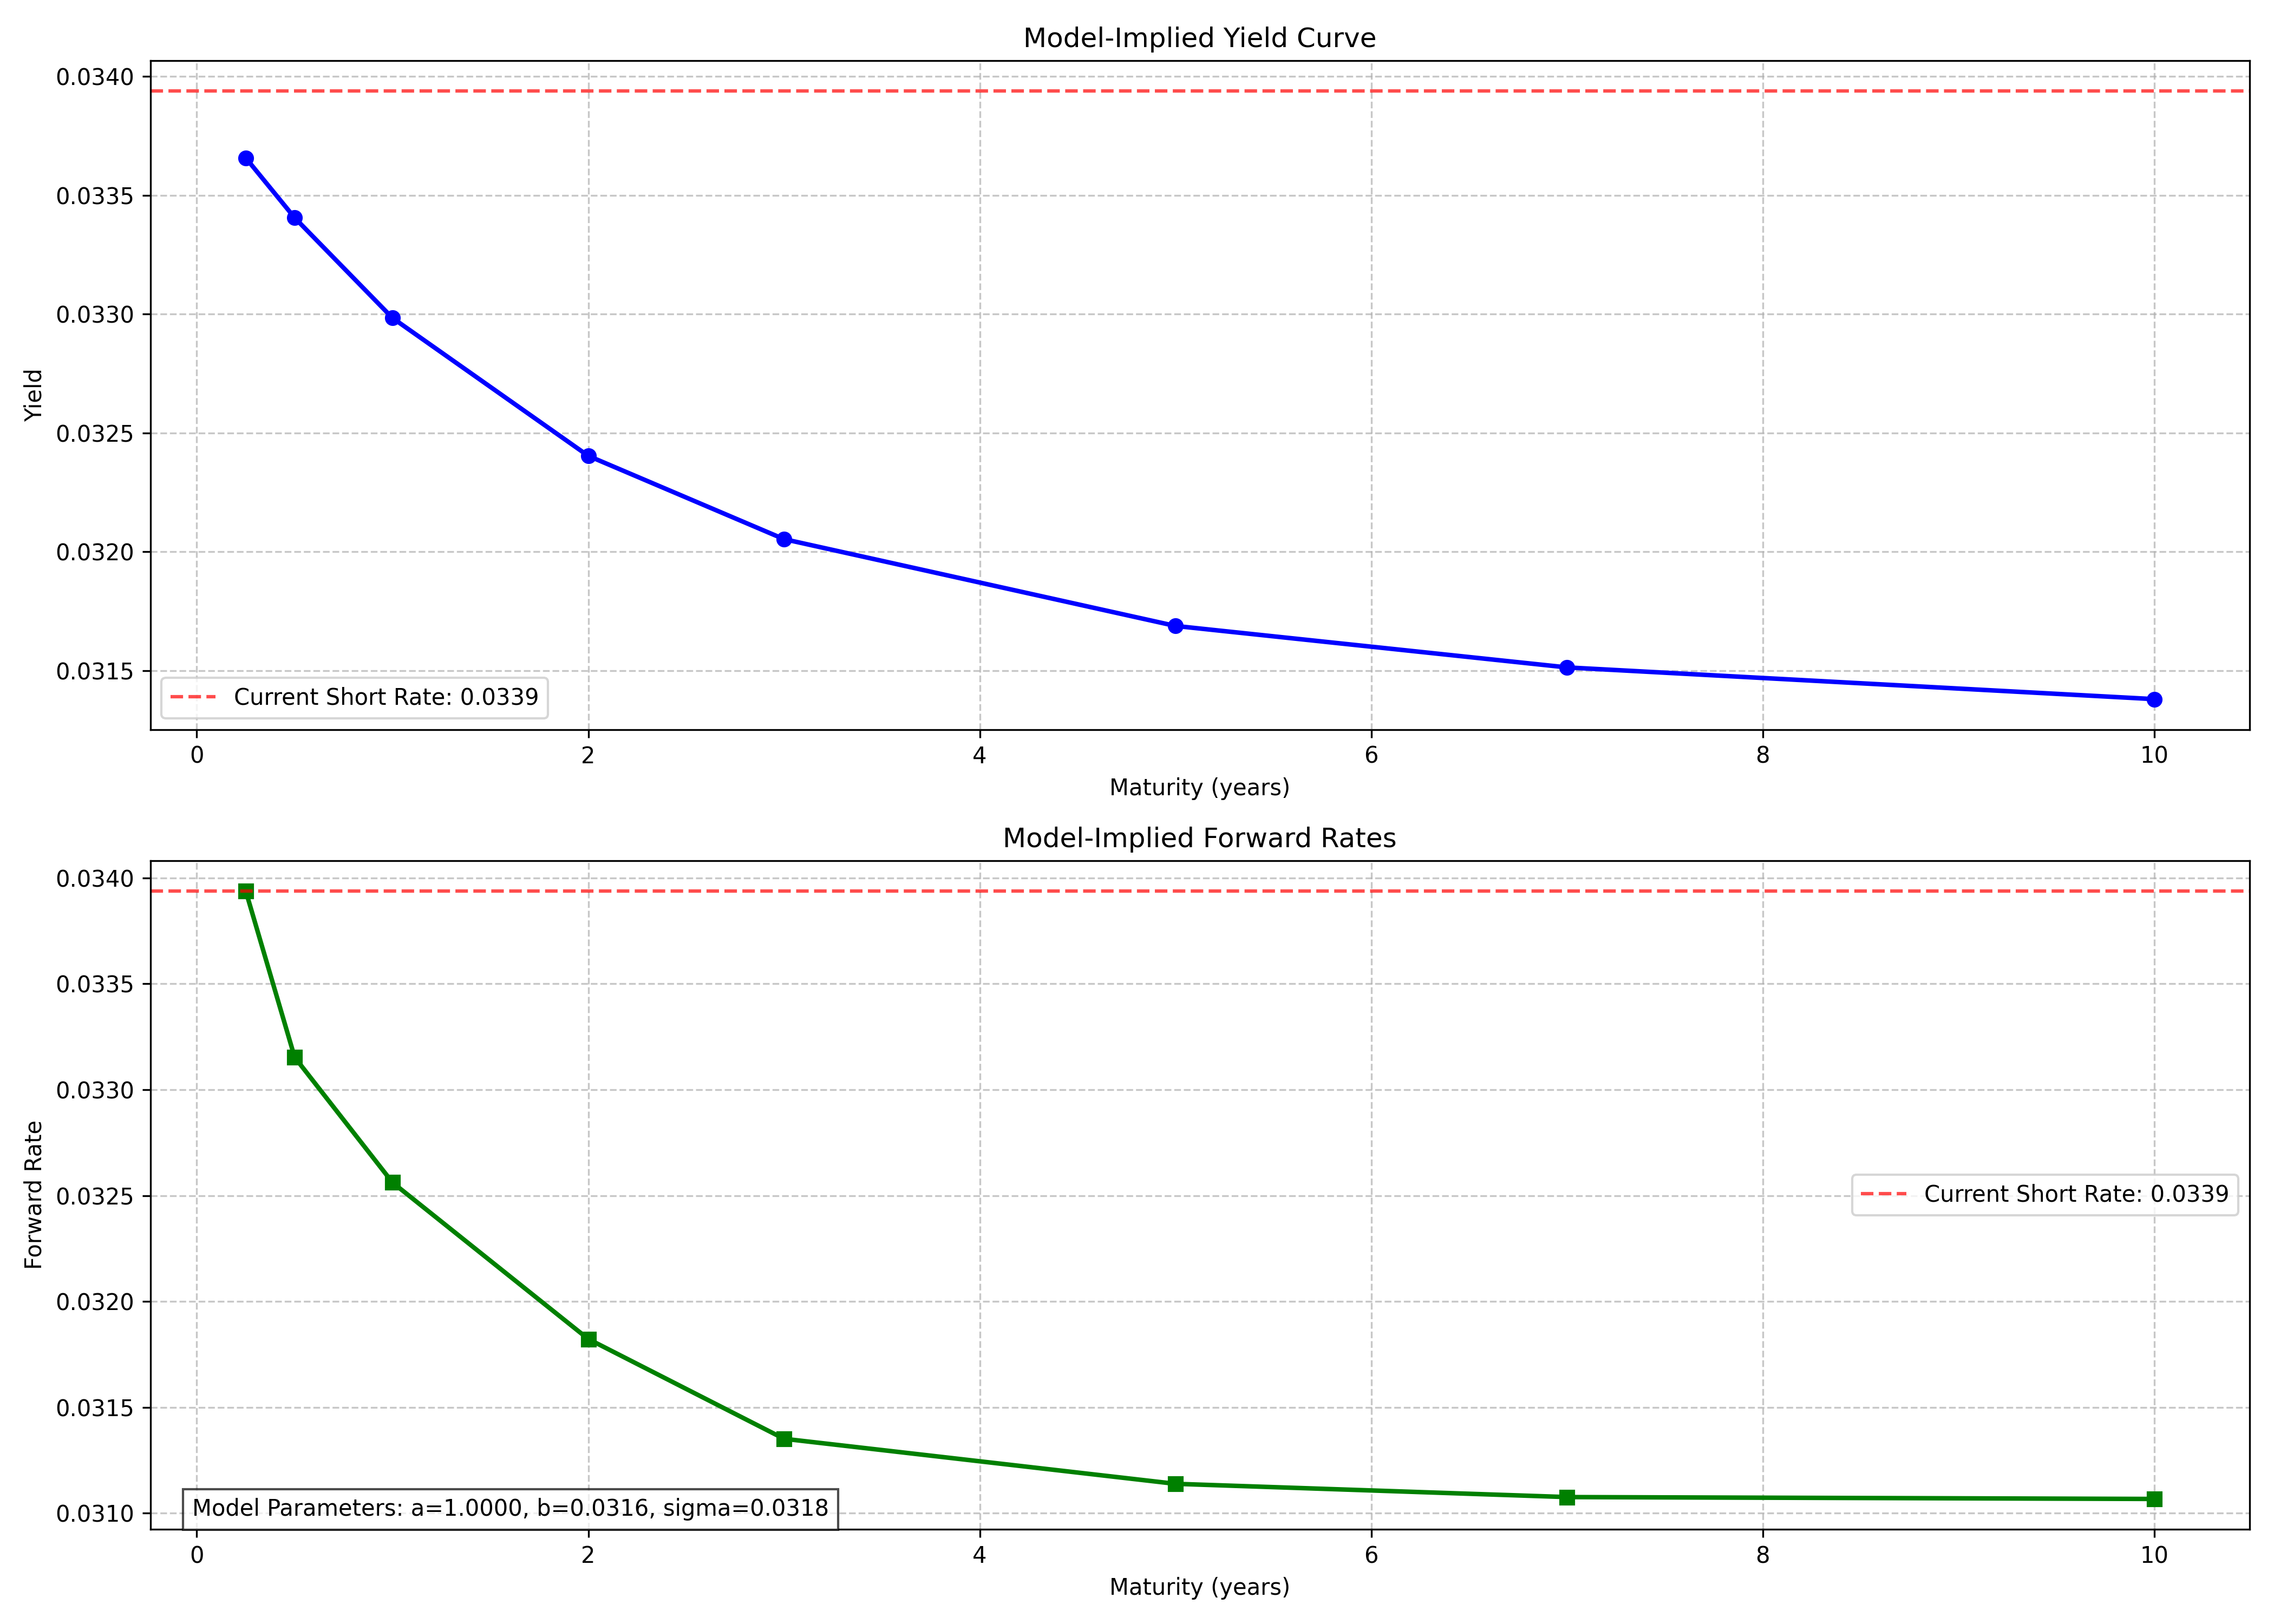 Model-Implied Yield Curve
0.0340
0.0335
0.0330
0.0325
0.0320
0.0315
Yield
Current Short Rate: 0.0339
0 2 4 6 8 10
Maturity (years)
Model-Implied Forward Rates
0.0340
0.0335
0.0330
0.0325
0.0320
0.0315
0.0310
Forward Rate
Current Short Rate: 0.0339
Model Parameters: a=1.0000, b=0.0316, sigma=0.0318
0 2 4 6 8 10
Maturity (years)